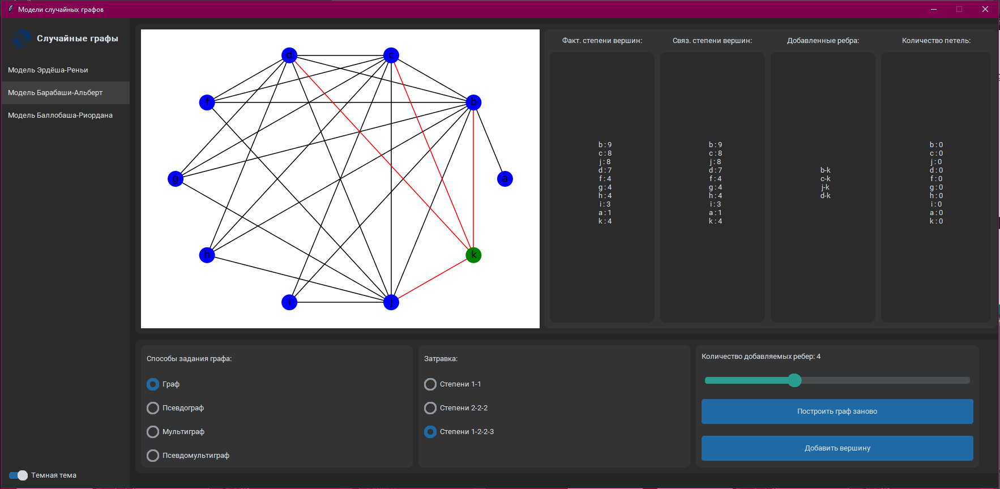 Модели случайных графов
Случайные графы
Модель Эрдёша-Реньи
Модель Барабаши-Альберт
Модель Баллобаша-Риордана
Темная тема
d
c
f
b
g
a
h
k
i
j
Факт. степени вершин:
b : 9
c : 8
j : 8
d : 7
f : 4
g : 4
h : 4
i : 3
a : 1
k : 4
Связ. степени вершин:
b : 9
c : 8
j : 8
d : 7
f : 4
g : 4
h : 4
i : 3
a : 1
k : 4
Добавленные ребра:
b-k
c-k
j-k
d-k
Количество петель:
b : 0
c : 0
j : 0
d : 0
f : 0
g : 0
h : 0
i : 0
a : 0
k : 0
Способы задания графа:
Граф
Псевдограф
Мультиграф
Псевдомультиграф
Затравка:
Степени 1-1
Степени 2-2-2
Степени 1-2-2-3
Количество добавляемых ребер: 4
Построить граф заново
Добавить вершину